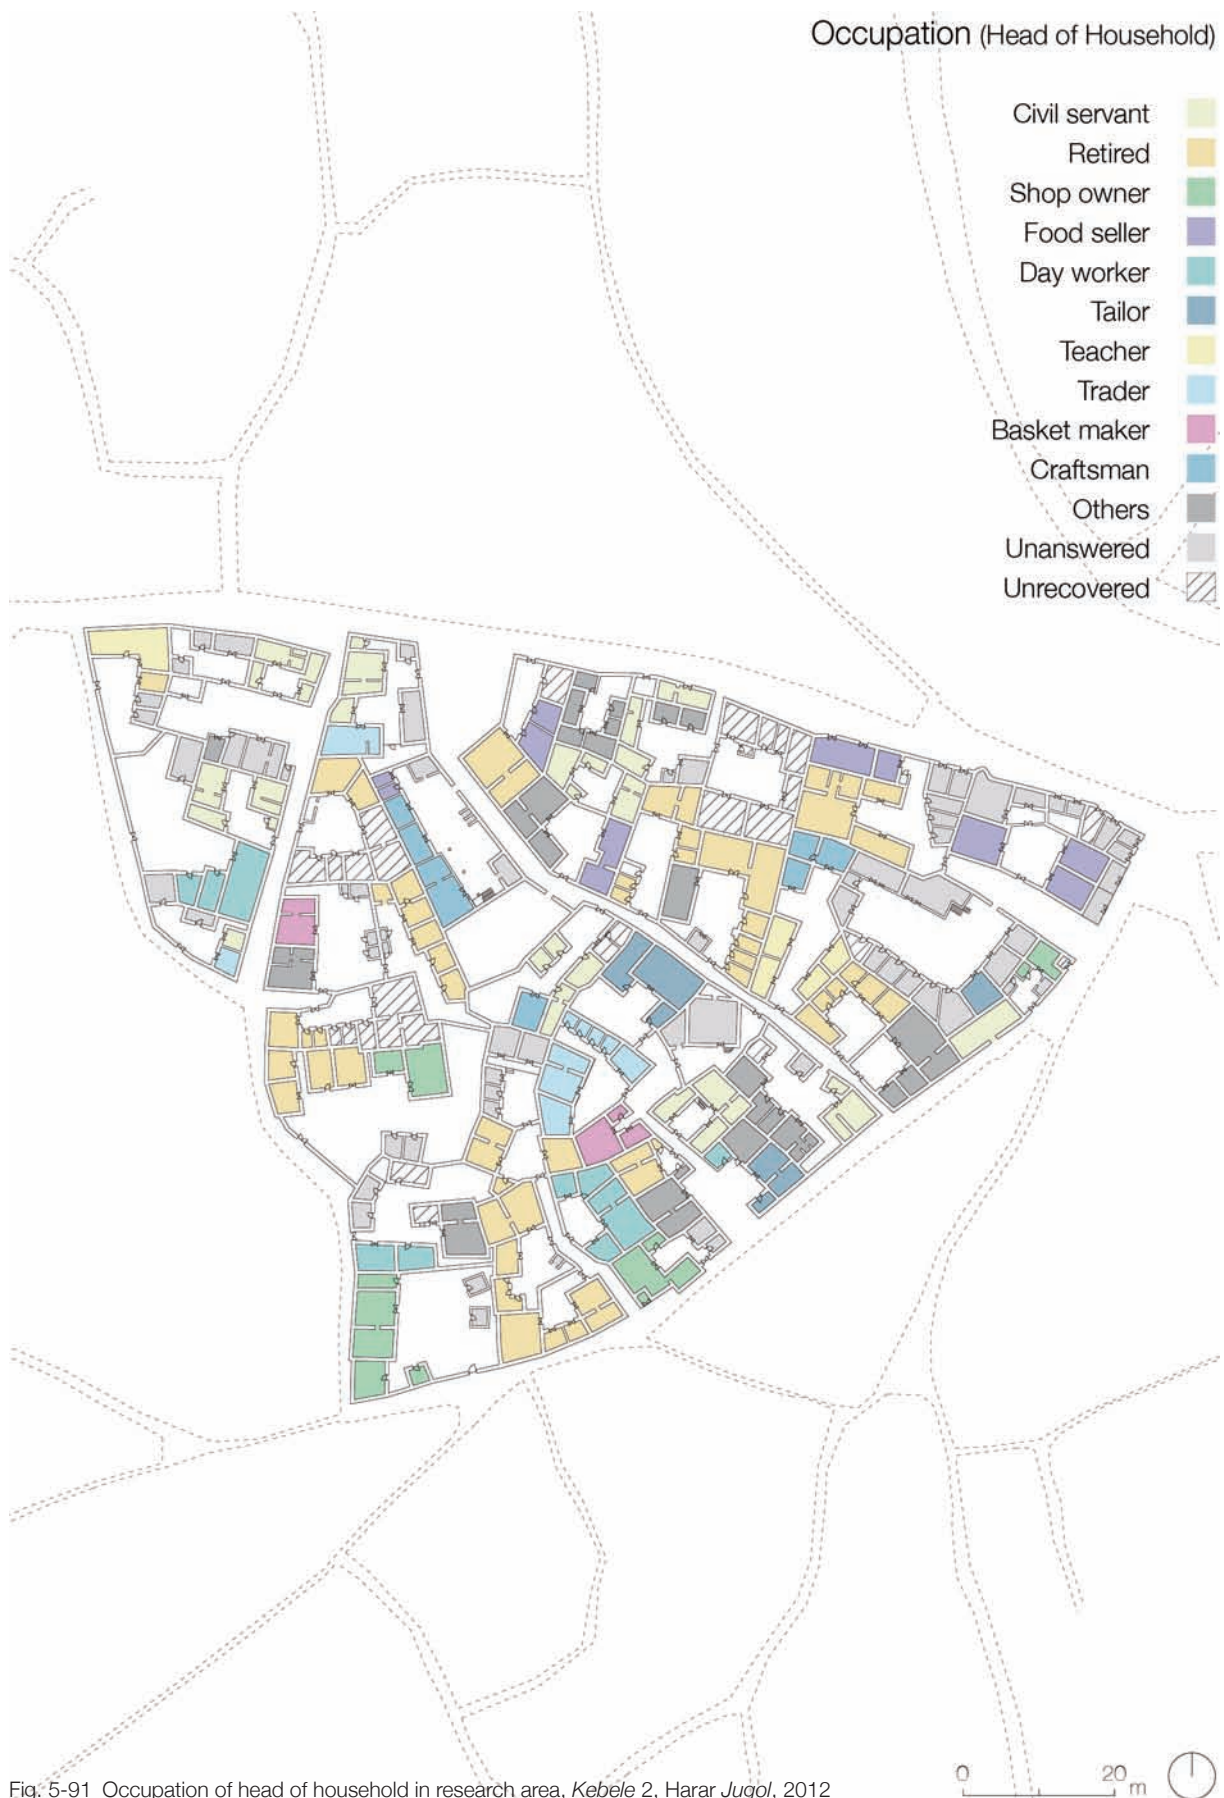 Occupation (Head of Household)
Civil servant
Retired
Shop owner
Food seller
Day worker
Tailor
Teacher
Trader
Basket maker
Craftsman
Others
Unanswered
Unrecovered
0 20 m
Fig. 5-91 Occupation of head of household in research area, Kebele 2, Harar Jugol, 2012